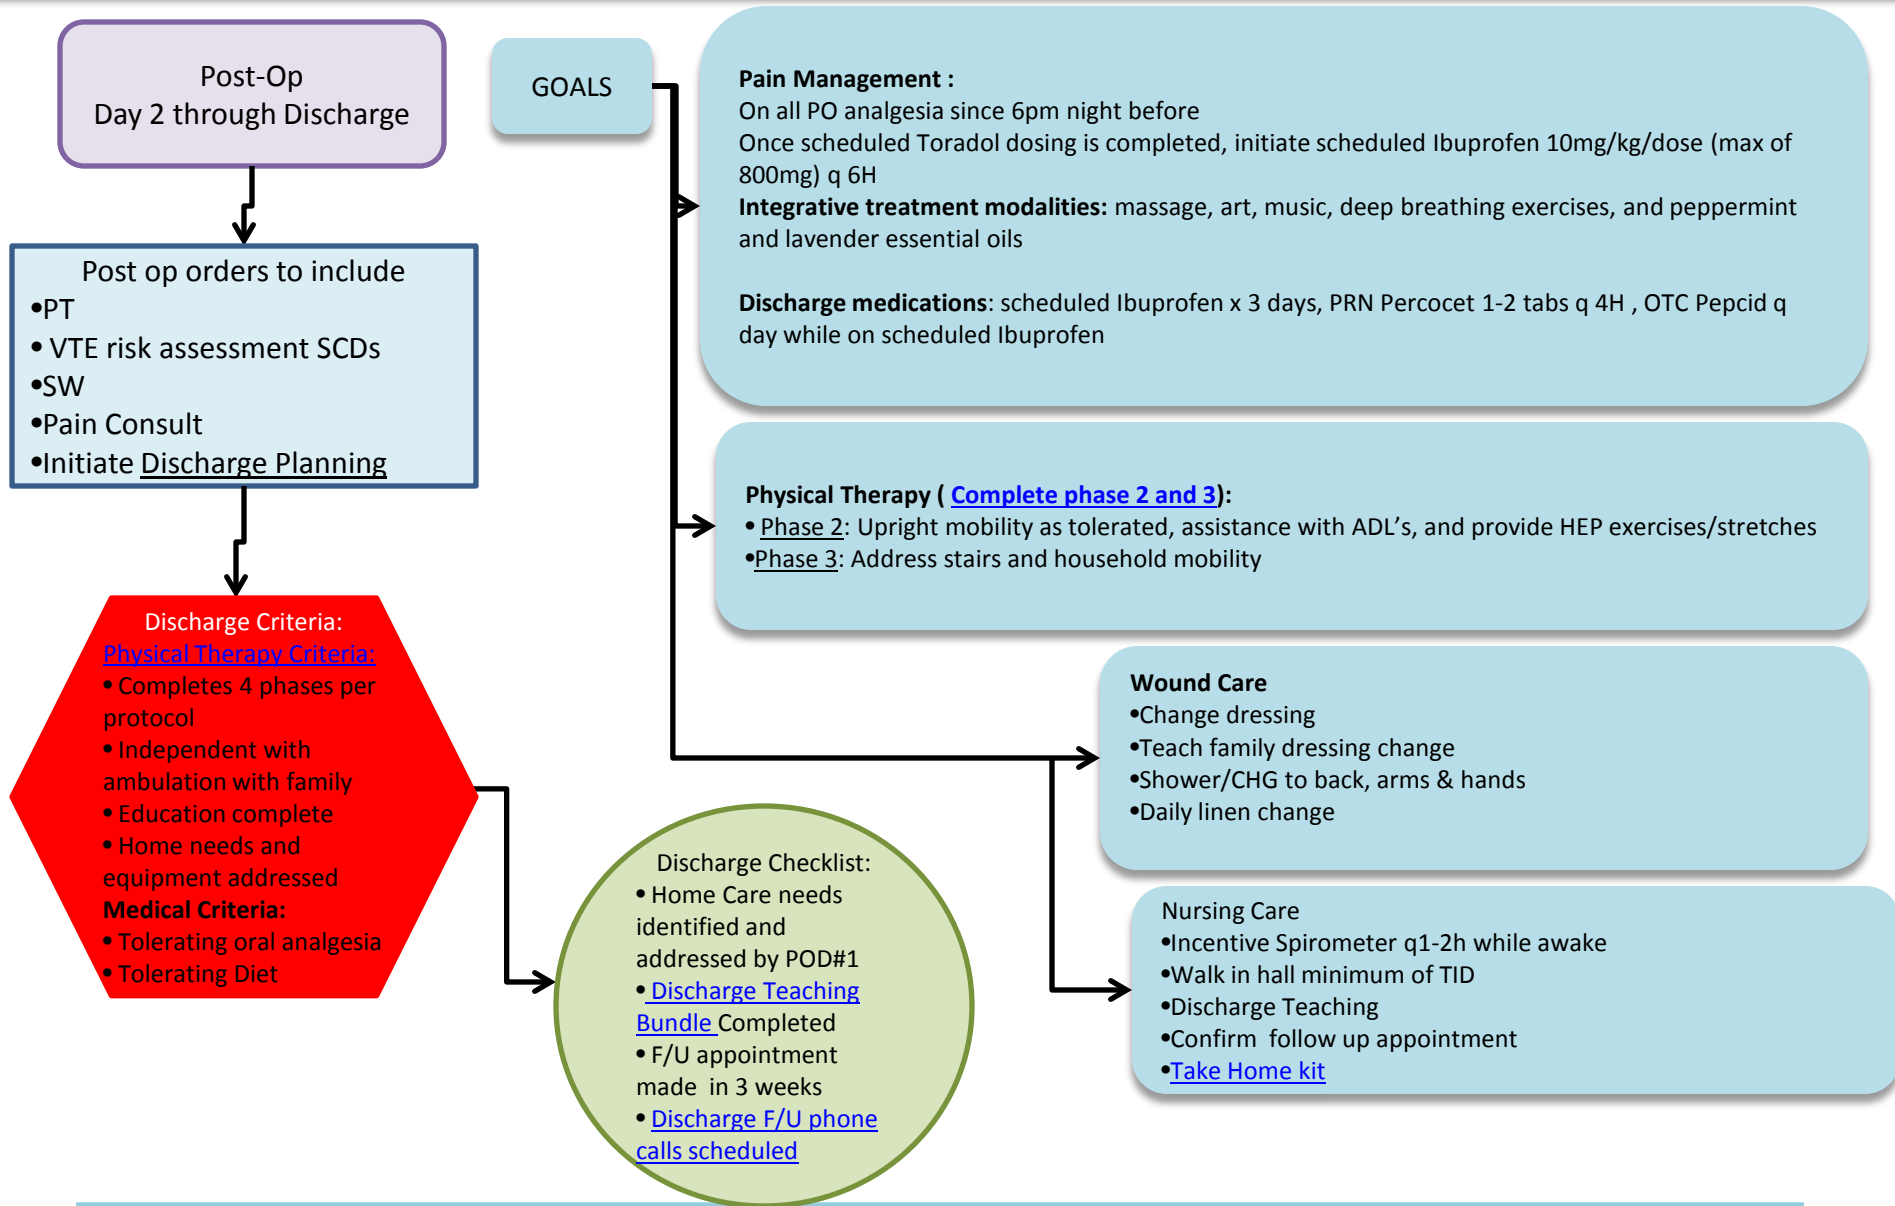 Post-Op
Day 2 through Discharge
Post op orders to include
•PT
• VTE risk assessment SCDs
•SW
•Pain Consult
•Initiate Discharge Planning
Discharge Criteria:
Physical Therapy Criteria:
• Completes 4 phases per
protocol
• Independent with
ambulation with family
• Education complete
• Home needs and
equipment addressed
Medical Criteria:
• Tolerating oral analgesia
• Tolerating Diet
Discharge Checklist:
• Home Care needs
identified and
addressed by POD#1
• Discharge Teaching
Bundle Completed
• F/U appointment
made in 3 weeks
• Discharge F/U phone
calls scheduled
GOALS
Pain Management :
On all PO analgesia since 6pm night before
Once scheduled Toradol dosing is completed, initiate scheduled Ibuprofen 10mg/kg/dose (max of
800mg) q 6H
Integrative treatment modalities: massage, art, music, deep breathing exercises, and peppermint
and lavender essential oils
Discharge medications: scheduled Ibuprofen x 3 days, PRN Percocet 1-2 tabs q 4H , OTC Pepcid q
day while on scheduled Ibuprofen
Physical Therapy ( Complete phase 2 and 3):
• Phase 2: Upright mobility as tolerated, assistance with ADL’s, and provide HEP exercises/stretches
•Phase 3: Address stairs and household mobility
Wound Care
•Change dressing
•Teach family dressing change
•Shower/CHG to back, arms & hands
•Daily linen change
Nursing Care
•Incentive Spirometer q1-2h while awake
•Walk in hall minimum of TID
•Discharge Teaching
•Confirm  follow up appointment
•Take Home kit